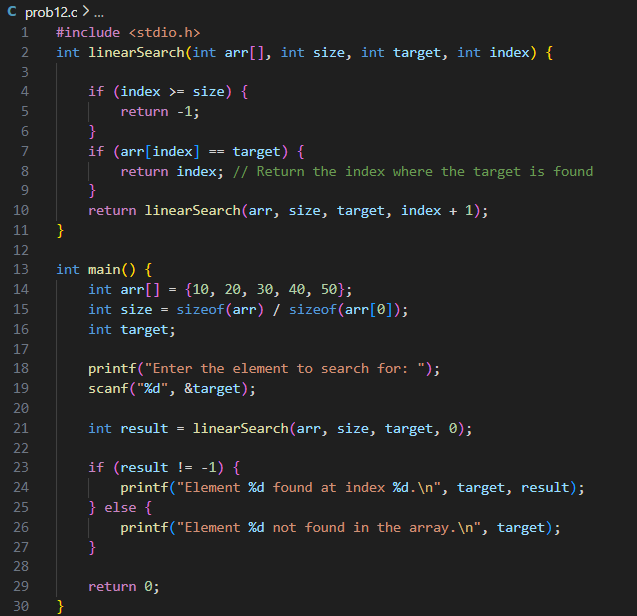 C prob12.c > ...
1 #include <stdio.h>
2 int linearSearch(int arr[], int size, int target, int index) {
3
4     if (index >= size) {
5         return -1;
6     }
7     if (arr[index] == target) {
8         return index; // Return the index where the target is found
9     }
10     return linearSearch(arr, size, target, index + 1);
11 }
12
13 int main() {
14     int arr[] = {10, 20, 30, 40, 50};
15     int size = sizeof(arr) / sizeof(arr[0]);
16     int target;
17
18     printf("Enter the element to search for: ");
19     scanf("%d", &target);
20
21     int result = linearSearch(arr, size, target, 0);
22
23     if (result != -1) {
24         printf("Element %d found at index %d.\n", target, result);
25     } else {
26         printf("Element %d not found in the array.\n", target);
27     }
28
29     return 0;
30 }